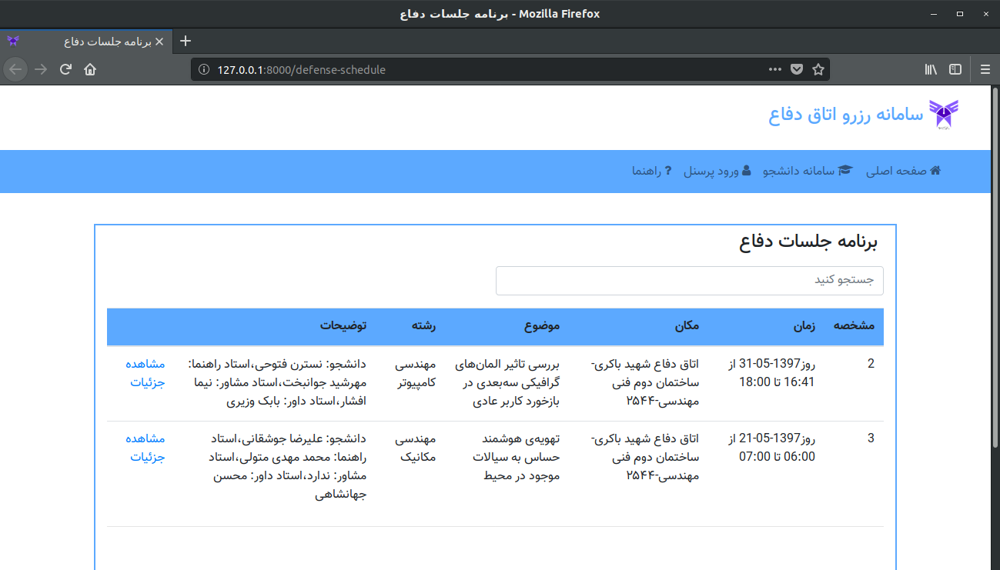 برنامه جلسات دفاع - Mozilla Firefox
برنامه جلسات دفاع
127.0.0.1:8000/defense-schedule
سامانه رزرو اتاق دفاع
صفحه اصلی سامانه دانشجو ورود پرسنل راهنما ?
برنامه جلسات دفاع
جستجو کنید
مشخصه زمان مکان موضوع رشته توضیحات
2 روز1397-05-31 از اتاق دفاع شهید باکری- بررسی تاثیر المان‌های مهندسی دانشجو: نسترن فتوحی،استاد راهنما: مشاهده
16:41 تا 18:00 ساختمان دوم فنی گرافیکی سه‌بعدی در کامپیوتر مهرشید جوانبخت،استاد مشاور: نیما جزئیات
مهندسی-۲۵۴۴ بازخورد کاربر عادی افشار،استاد داور: بابک وزیری
3 روز1397-05-21 از اتاق دفاع شهید باکری- تهویه‌ی هوشمند مهندسی دانشجو: علیرضا جوشقانی،استاد مشاهده
06:00 تا 07:00 ساختمان دوم فنی حساس به سیالات مکانیک راهنما: محمد مهدی متولی،استاد جزئیات
مهندسی-۲۵۴۴ موجود در محیط مشاور: ندارد،استاد داور: محسن
جهانشاهی